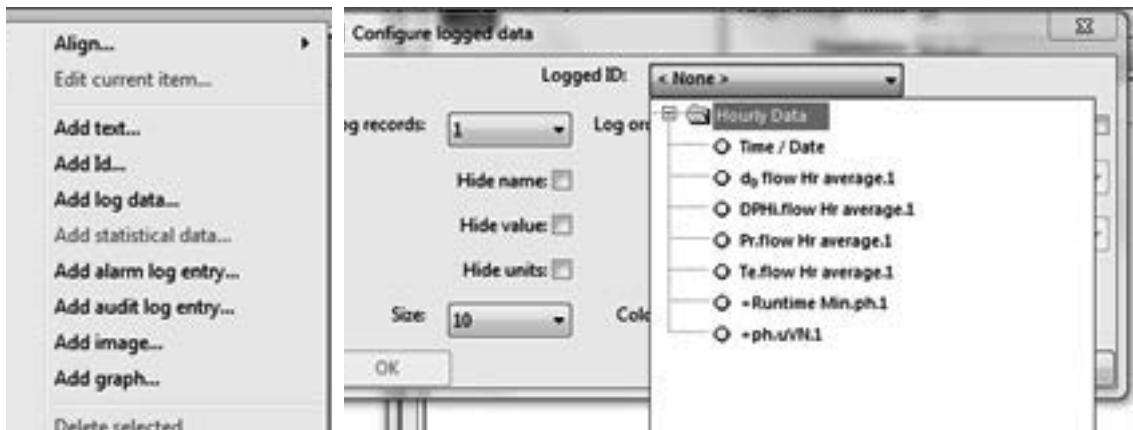 Align...
Edit current item...
Add text...
Add Id...
Add log data...
Add statistical data...
Add alarm log entry...
Add audit log entry...
Add image...
Add graph...
Delete selected
Configure logged data
Logged ID: < None >
og records: 1
Log ord
Hide name:
Hide value:
Hide units:
Size: 10
Colo
OK
Hourly Data
Time / Date
d₀ flow Hr average.1
DPHi.flow Hr average.1
Pr.flow Hr average.1
Te.flow Hr average.1
+Runtime Min.ph.1
+ph.uVN.1